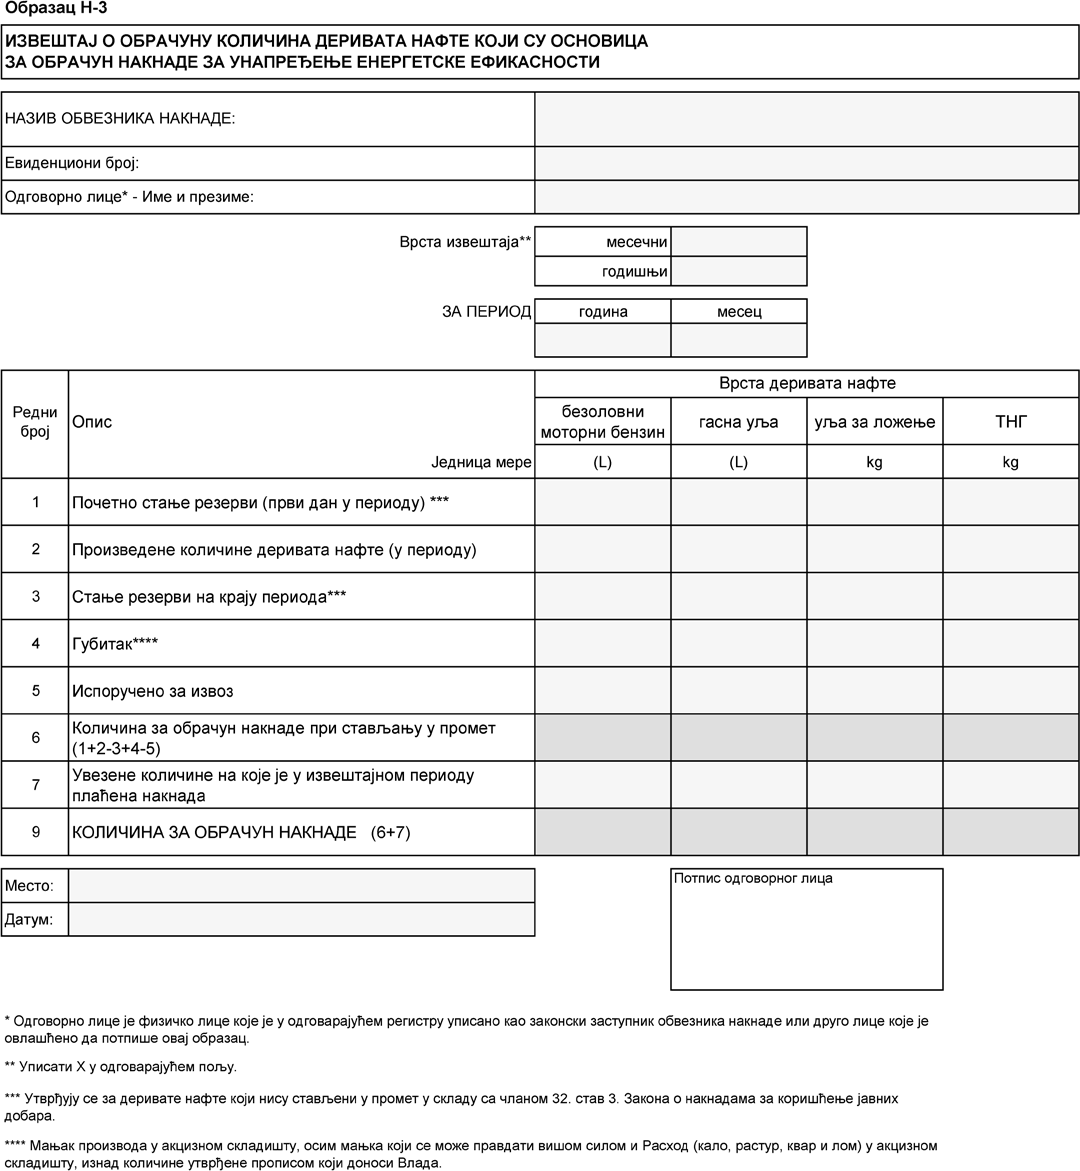 Образац Н-3
ИЗВЕШТАЈ О ОБРАЧУНУ КОЛИЧИНА ДЕРИВАТА НАФТЕ КОЈИ СУ ОСНОВИЦА
ЗА ОБРАЧУН НАКНАДЕ ЗА УНАПРЕЂЕЊЕ ЕНЕРГЕТСКЕ ЕФИКАСНОСТИ
НАЗИВ ОБВЕЗНИКА НАКНАДЕ:
Евиденциони број:
Одговорно лице* - Име и презиме:
Врста извештаја** месечни
годишњи
ЗА ПЕРИОД година месец
Врста деривата нафте
Редни
број
Опис
безоловни
моторни бензин
гасна уља
уља за ложење
ТНГ
Јединица мере (L) (L) kg kg
1 Почетно стање резерви (први дан у периоду) ***
2 Произведене количине деривата нафте (у периоду)
3 Стање резерви на крају периода***
4 Губитак****
5 Испоручено за извоз
6 Количина за обрачун накнаде при стављању у промет
(1+2-3+4-5)
7 Увезене количине на које је у извештајном периоду
плаћена накнада
9 КОЛИЧИНА ЗА ОБРАЧУН НАКНАДЕ (6+7)
Место:
Датум:
Потпис одговорног лица
* Одговорно лице је физичко лице које је у одговарајућем регистру уписано као законски заступник обвезника накнаде или друго лице које је
овлашћено да потпише овај образац.
** Уписати X у одговарајућем пољу.
*** Утврђују се за деривате нафте који нису стављени у промет у складу са чланом 32. став 3. Закона о накнадама за коришћење јавних
добара.
**** Мањак производа у акцизном складишту, осим мањка који се може правдати вишом силом и Расход (кало, растур, квар и лом) у акцизном
складишту, изнад количине утврђене прописом који доноси Влада.